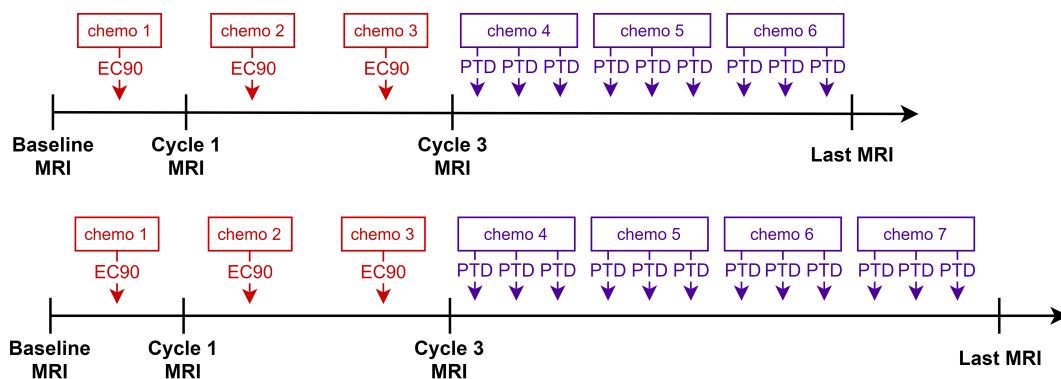 chemo 1 chemo 2 chemo 3 chemo 4 chemo 5 chemo 6
EC90 EC90 EC90 PTD PTD PTD PTD PTD PTD PTD PTD PTD
Baseline Cycle 1 Cycle 3 Last MRI
MRI MRI MRI
chemo 1 chemo 2 chemo 3 chemo 4 chemo 5 chemo 6 chemo 7
EC90 EC90 EC90 PTD PTD PTD PTD PTD PTD PTD PTD PTD PTD PTD PTD
Baseline Cycle 1 Cycle 3 Last MRI
MRI MRI MRI